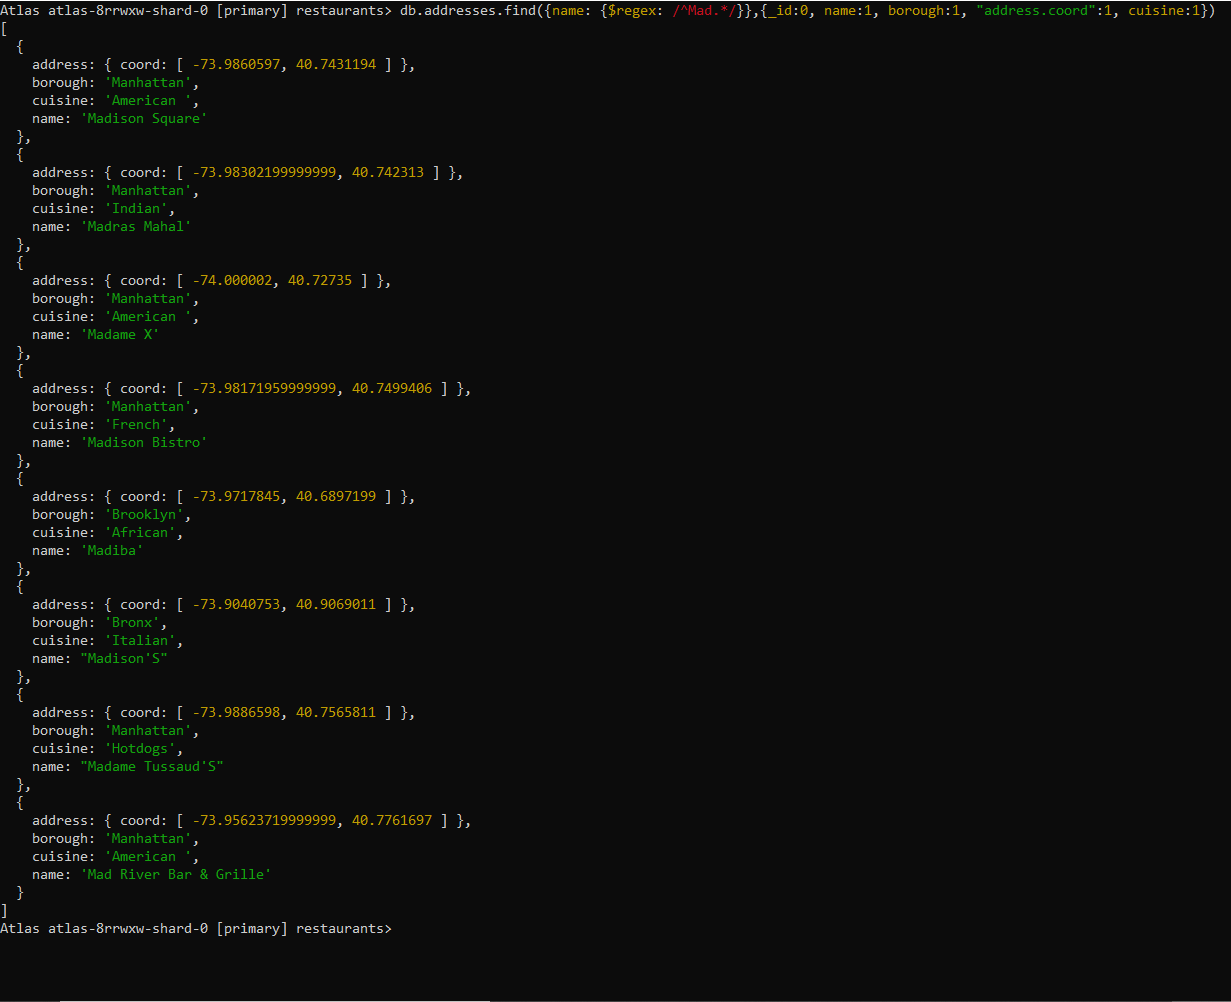 Atlas atlas-8rrwxw-shard-0 [primary] restaurants> db.addresses.find({name: {$regex: /^Mad.*/}},{_id:0, name:1, borough:1, "address.coord":1, cuisine:1})
[
  {
    address: { coord: [ -73.9860597, 40.7431194 ] },
    borough: 'Manhattan',
    cuisine: 'American ',
    name: 'Madison Square'
  },
  {
    address: { coord: [ -73.98302199999999, 40.742313 ] },
    borough: 'Manhattan',
    cuisine: 'Indian',
    name: 'Madras Mahal'
  },
  {
    address: { coord: [ -74.000002, 40.72735 ] },
    borough: 'Manhattan',
    cuisine: 'American ',
    name: 'Madame X'
  },
  {
    address: { coord: [ -73.98171959999999, 40.7499406 ] },
    borough: 'Manhattan',
    cuisine: 'French',
    name: 'Madison Bistro'
  },
  {
    address: { coord: [ -73.9717845, 40.6897199 ] },
    borough: 'Brooklyn',
    cuisine: 'African',
    name: 'Madiba'
  },
  {
    address: { coord: [ -73.9040753, 40.9069011 ] },
    borough: 'Bronx',
    cuisine: 'Italian',
    name: "Madison'S"
  },
  {
    address: { coord: [ -73.9886598, 40.7565811 ] },
    borough: 'Manhattan',
    cuisine: 'Hotdogs',
    name: "Madame Tussaud'S"
  },
  {
    address: { coord: [ -73.95623719999999, 40.7761697 ] },
    borough: 'Manhattan',
    cuisine: 'American ',
    name: 'Mad River Bar & Grille'
  }
]
Atlas atlas-8rrwxw-shard-0 [primary] restaurants>